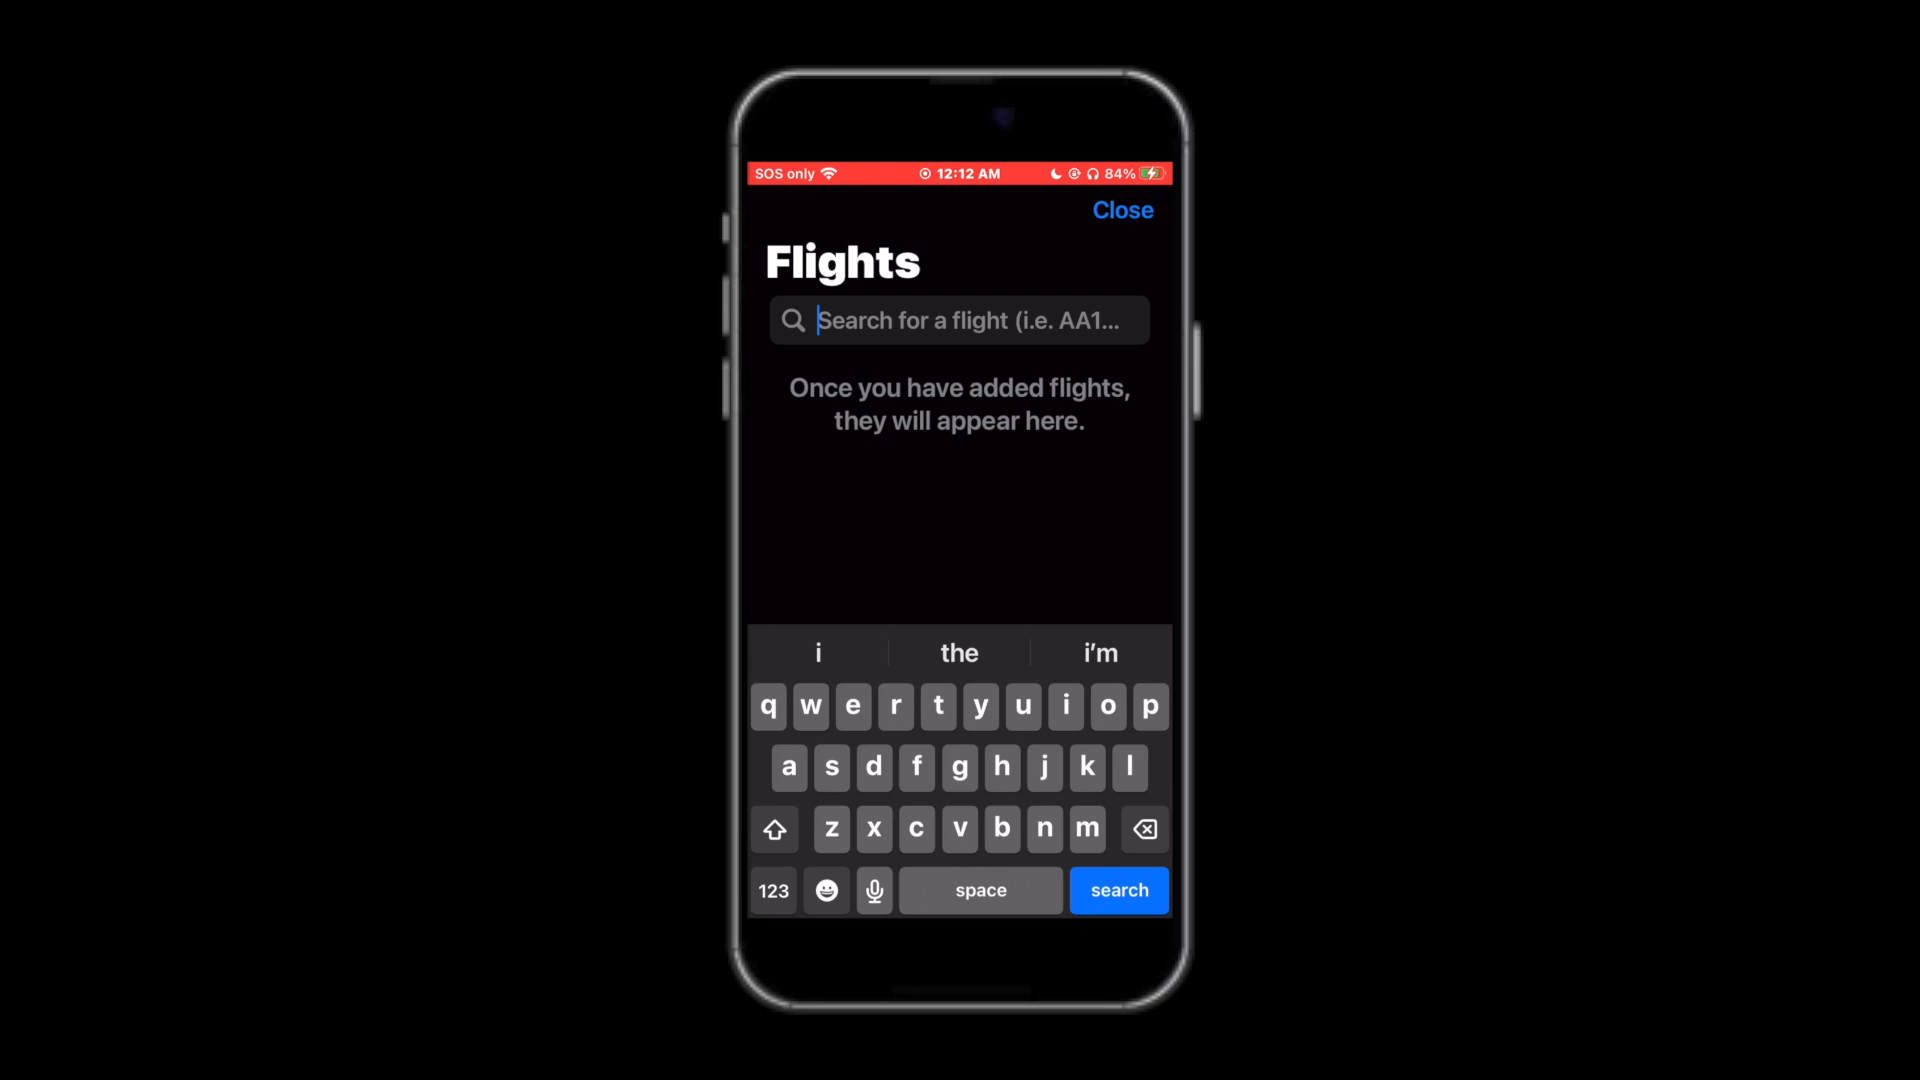 SOS only 12:12 AM 84%
Close
Flights
Search for a flight (i.e. AA1...
Once you have added flights,
they will appear here.
i the i'm
q w e r t y u i o p
a s d f g h j k l
z x c v b n m
123 space search